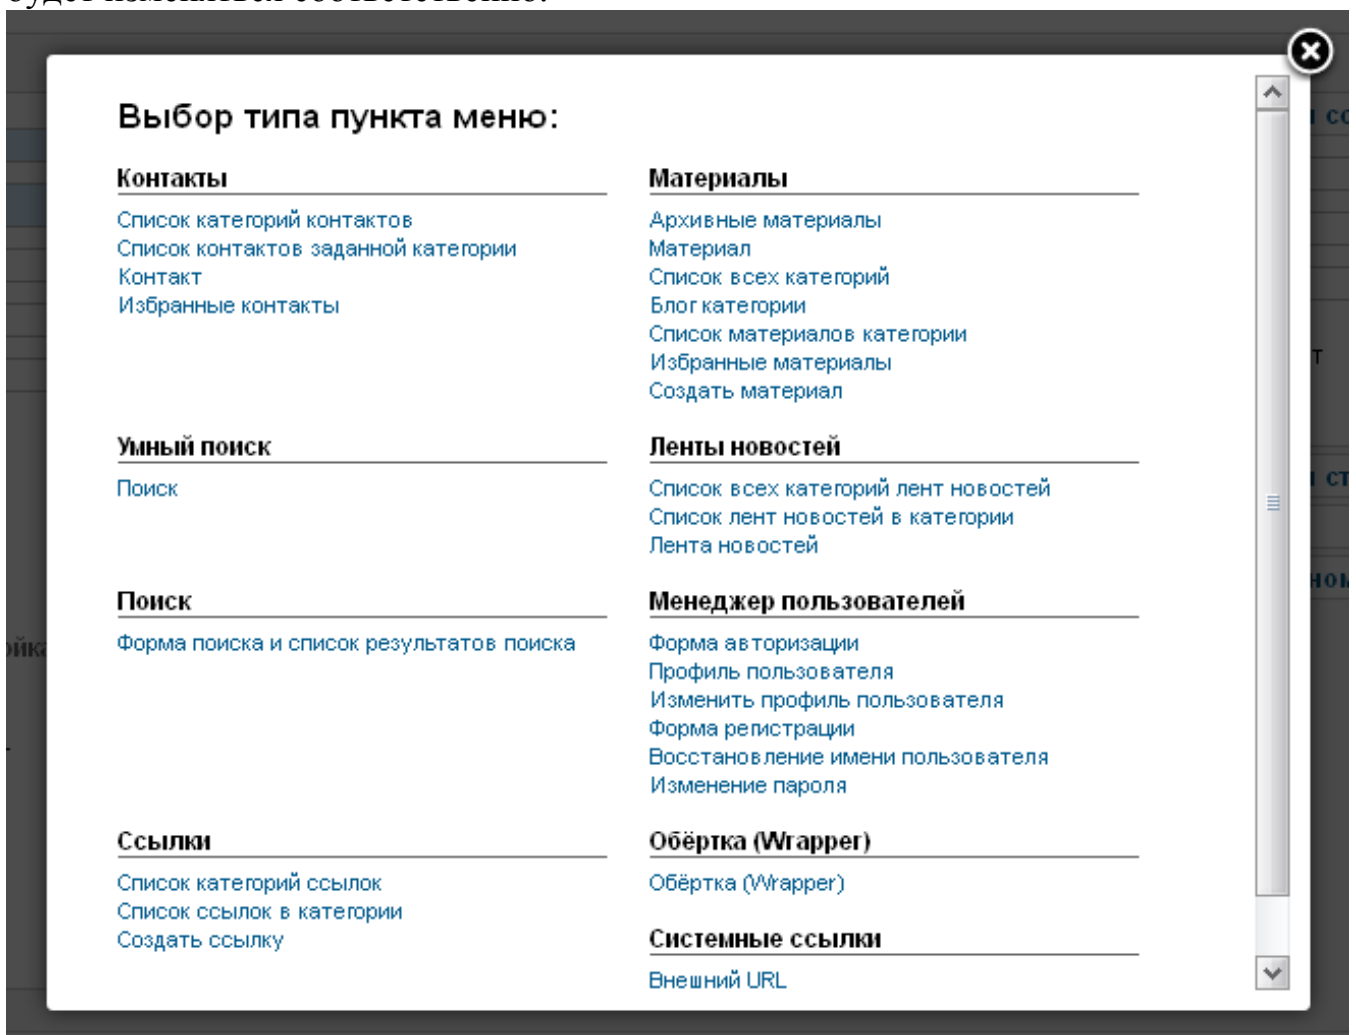 Выбор типа пункта меню:
Контакты
Список категорий контактов
Список контактов заданной категории
Контакт
Избранные контакты
Материалы
Архивные материалы
Материал
Список всех категорий
Блог категории
Список материалов категории
Избранные материалы
Создать материал
Умный поиск
Поиск
Ленты новостей
Список всех категорий лент новостей
Список лент новостей в категории
Лента новостей
Поиск
Форма поиска и список результатов поиска
Менеджер пользователей
Форма авторизации
Профиль пользователя
Изменить профиль пользователя
Форма регистрации
Восстановление имени пользователя
Изменение пароля
Ссылки
Список категорий ссылок
Список ссылок в категории
Создать ссылку
Обёртка (Wrapper)
Обёртка (Wrapper)
Системные ссылки
Внешний URL